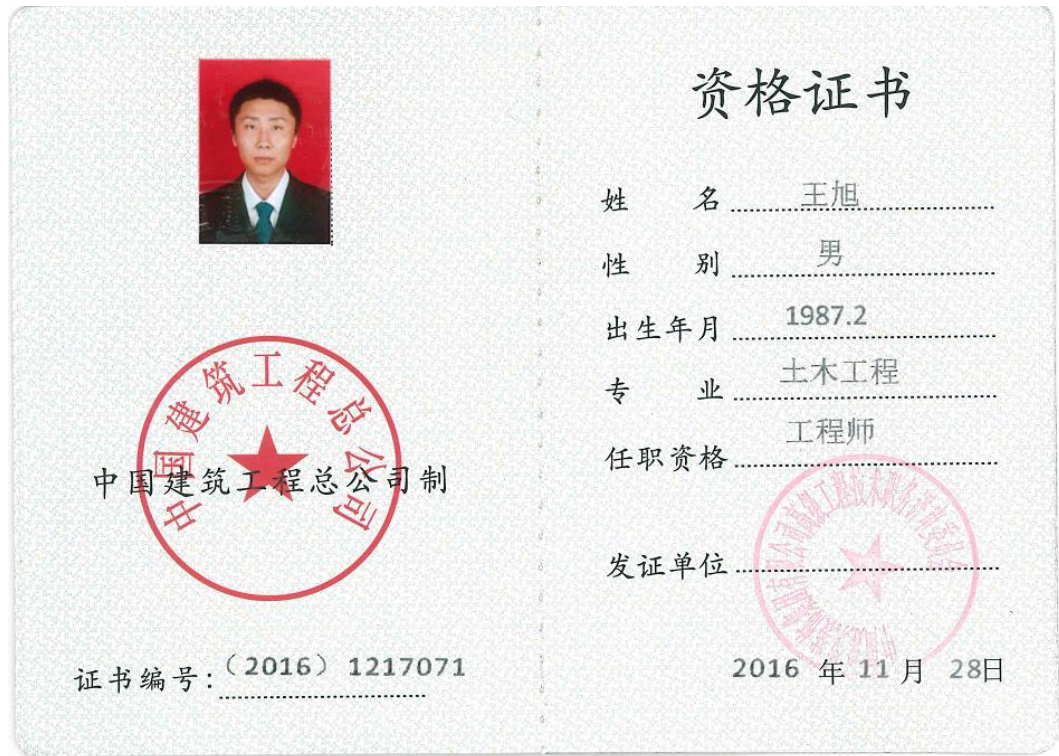 中国建筑工程总公司
中国建筑工程总公司制
证书编号:(2016)1217071
资格证书
姓 名 王旭
性 别 男
出生年月 1987.2
专 业 土木工程
任职资格 工程师
发证单位
2016 年 11 月 28日